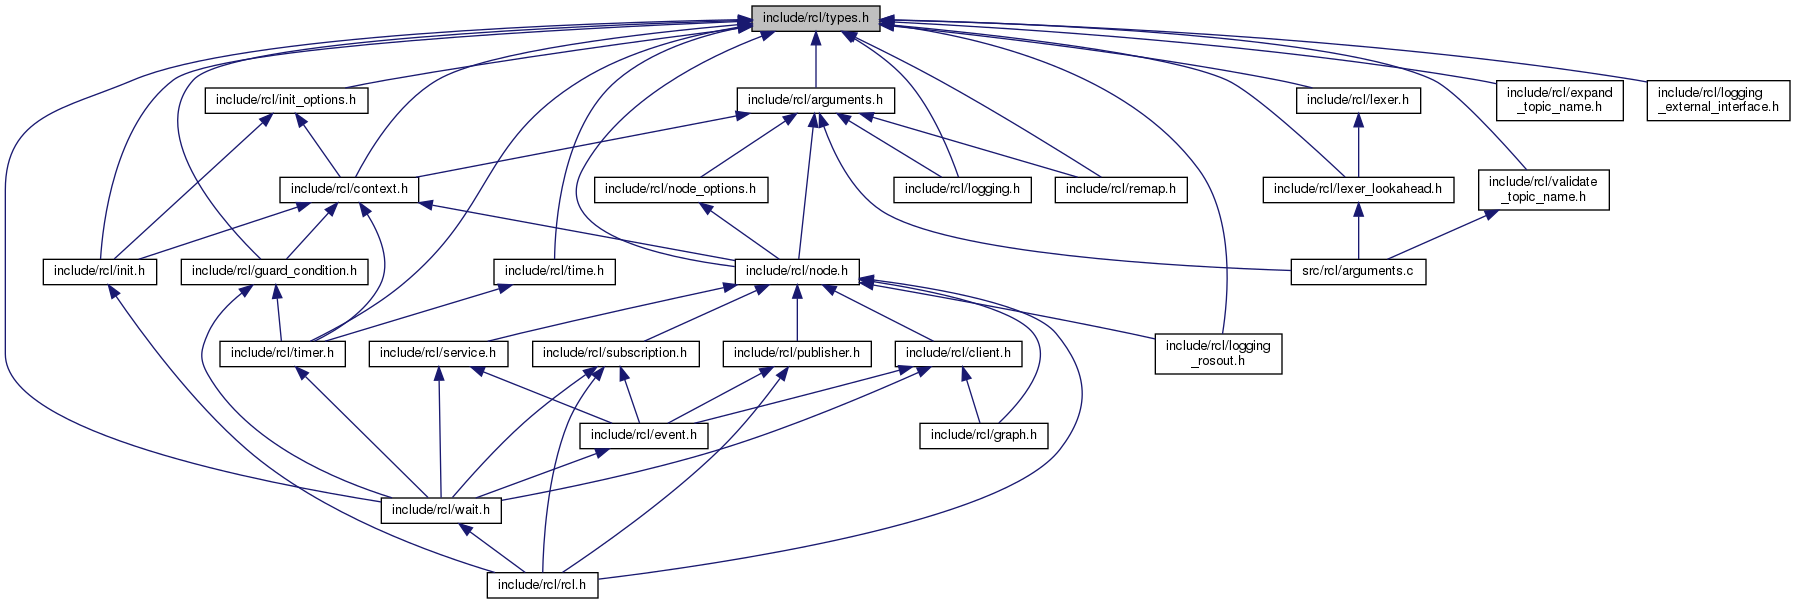 include/rcl/types.h
include/rcl/init_options.h
include/rcl/arguments.h
include/rcl/lexer.h
include/rcl/expand
_topic_name.h
include/rcl/logging
_external_interface.h
include/rcl/context.h
include/rcl/node_options.h
include/rcl/logging.h
include/rcl/remap.h
include/rcl/lexer_lookahead.h
include/rcl/validate
_topic_name.h
include/rcl/init.h
include/rcl/guard_condition.h
include/rcl/time.h
include/rcl/node.h
src/rcl/arguments.c
include/rcl/timer.h
include/rcl/service.h
include/rcl/subscription.h
include/rcl/publisher.h
include/rcl/client.h
include/rcl/logging
_rosout.h
include/rcl/event.h
include/rcl/graph.h
include/rcl/wait.h
include/rcl/rcl.h